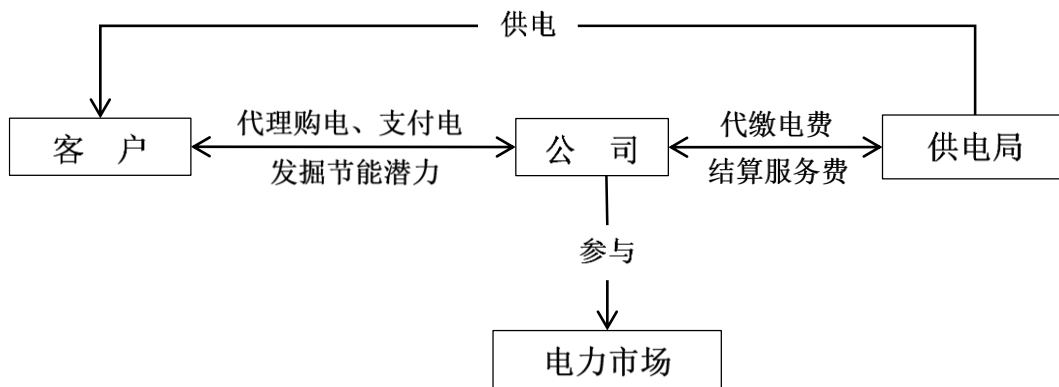 供电
客 户
代理购电、支付电
发掘节能潜力
公 司
代缴电费
结算服务费
供电局
参与
电力市场